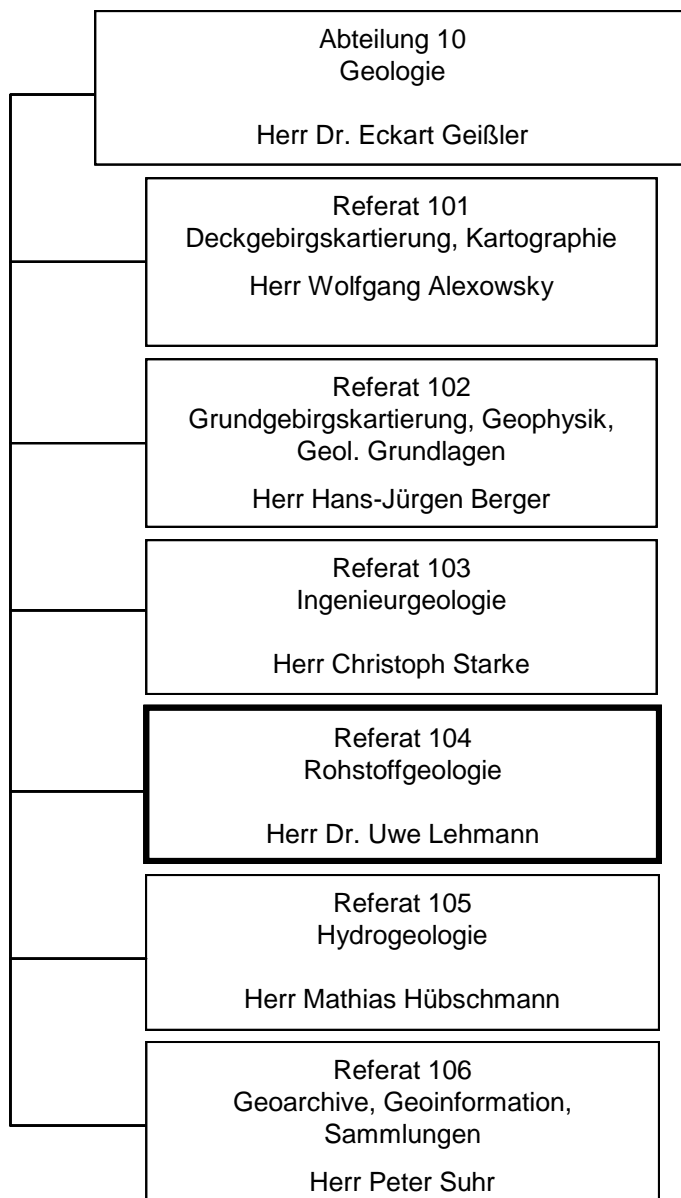 Abteilung 10
Geologie
Herr Dr. Eckart Geißler
Referat 101
Deckgebirgskartierung, Kartographie
Herr Wolfgang Alexowsky
Referat 102
Grundgebirgskartierung, Geophysik,
Geol. Grundlagen
Herr Hans-Jürgen Berger
Referat 103
Ingenieurgeologie
Herr Christoph Starke
Referat 104
Rohstoffgeologie
Herr Dr. Uwe Lehmann
Referat 105
Hydrogeologie
Herr Mathias Hübschmann
Referat 106
Geoarchive, Geoinformation,
Sammlungen
Herr Peter Suhr